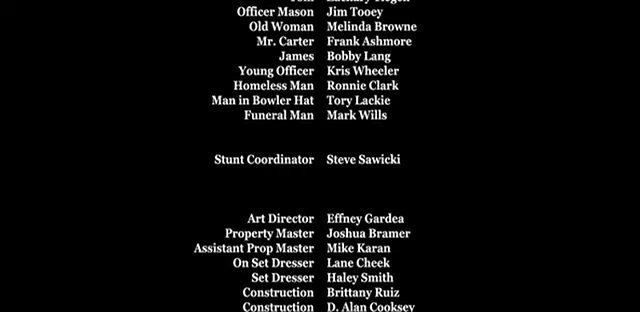 Officer Mason Jim Tooey
Old Woman Melinda Browne
Mr. Carter Frank Ashmore
James Bobby Lang
Young Officer Kris Wheeler
Homeless Man Ronnie Clark
Man in Bowler Hat Tory Lackie
Funeral Man Mark Wills
Stunt Coordinator Steve Sawicki
Art Director Effney Gardea
Property Master Joshua Bramer
Assistant Prop Master Mike Karan
On Set Dresser Lane Cheek
Set Dresser Haley Smith
Construction Brittany Ruiz
Construction D. Alan Cooksey